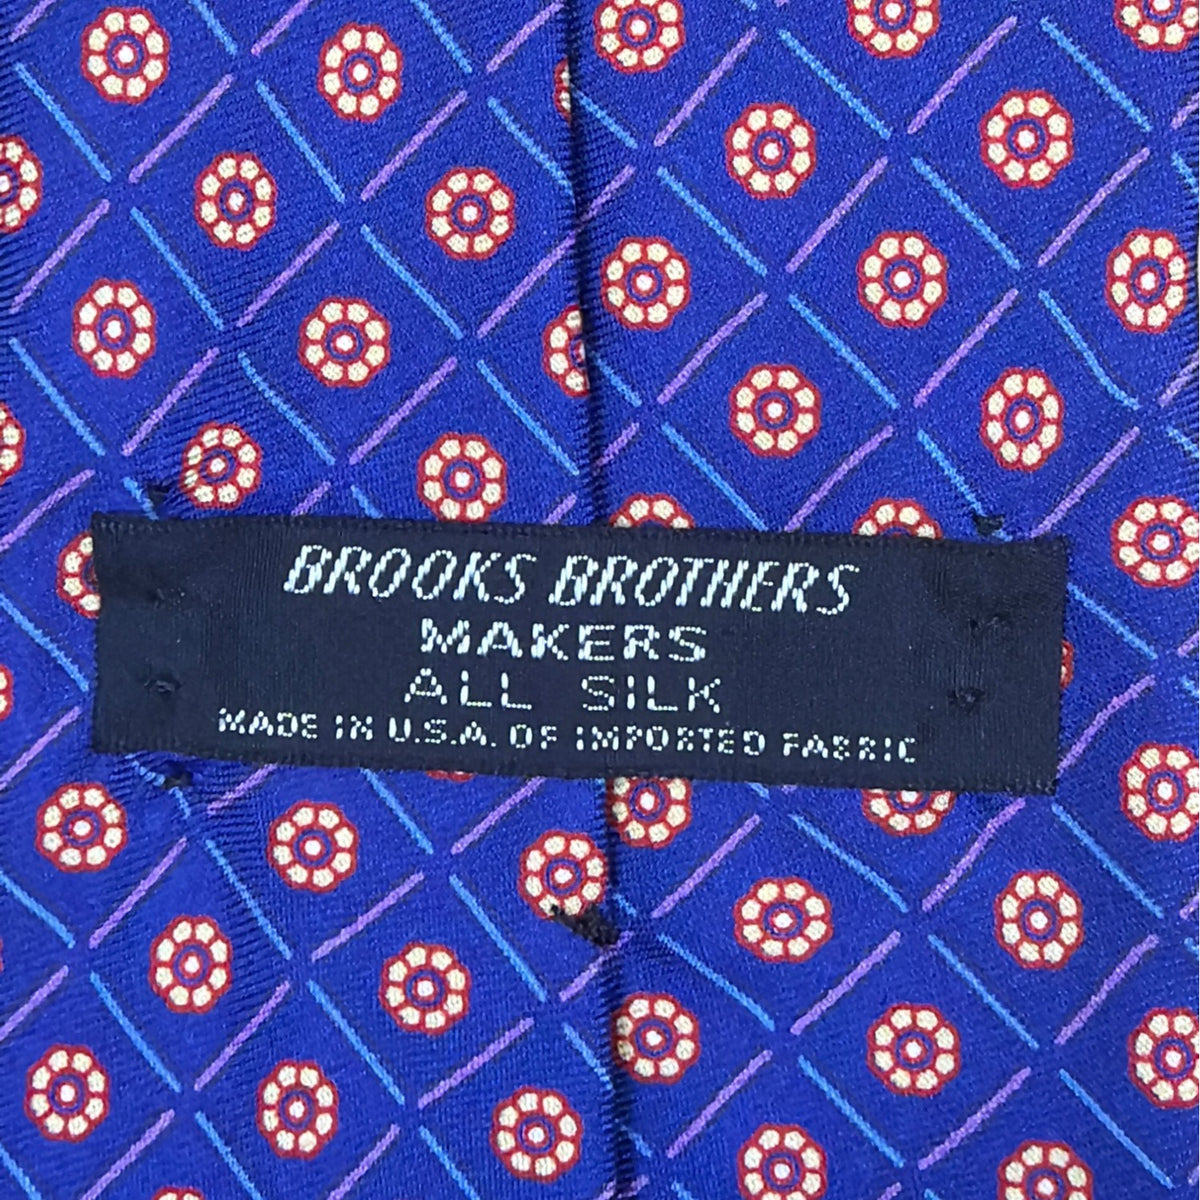 BROOKS BROTHERS
MAKERS
ALL SILK
MADE IN U.S.A. OF IMPORTED FABRIC